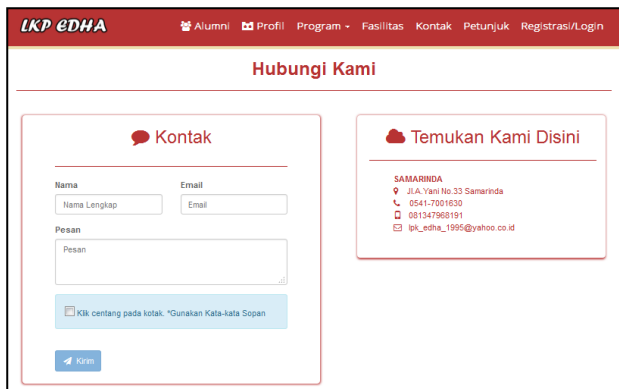 LKP EDHA Alumni Profil Program Fasilitas Kontak Petunjuk Registrasi/Login
Hubungi Kami
Kontak
Nama Email
Nama Lengkap Email
Pesan
Pesan
Klik centang pada kotak. *Gunakan Kata-kata Sopan
Kirim
Temukan Kami Disini
SAMARINDA
Jl.A.Yani No.33 Samarinda
0541-7001630
081347968191
lpk_edha_1995@yahoo.co.id